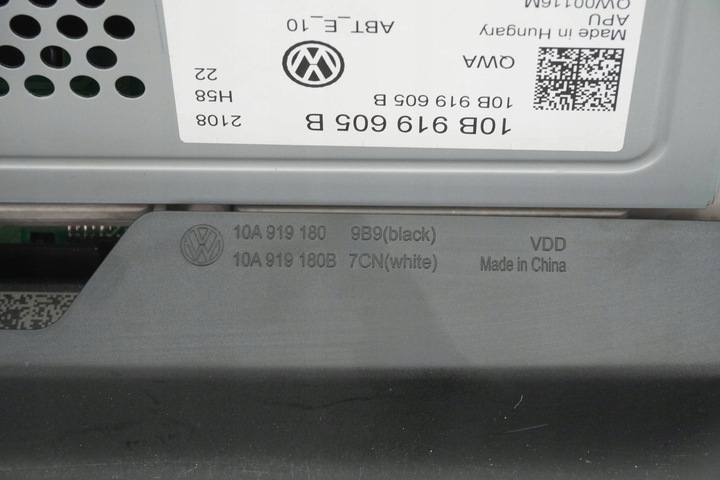 10B 919 605 B
2108
10B 919 605 B
H58
22
QWA
ABT_E_10
Made in Hungary
APU
QW00116M
10A 919 180 9B9(black)
10A 919 180B 7CN(white)
VDD
Made in China